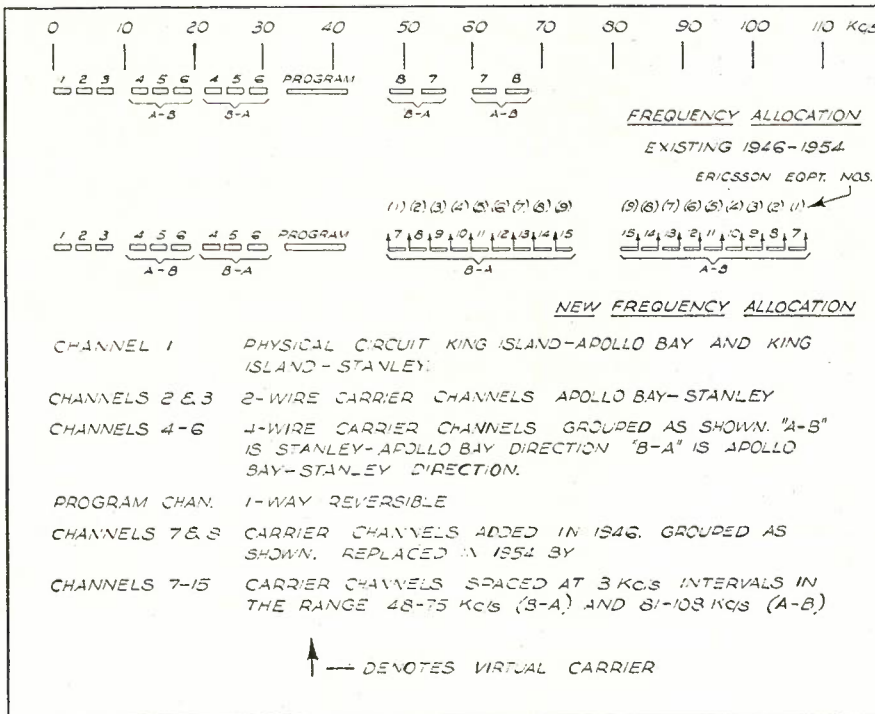 0 10 20 30 40 50 60 70 80 90 100 110 Kc/s
1 2 3 4 5 6 4 5 6 PROGRAM 8 7 7 8
A-B B-A B-A A-B
FREQUENCY ALLOCATION
EXISTING 1946-1954
ERICSSON EQPT. NOS.
(1) (2) (3) (4) (5) (6) (7) (8) (9) (9) (8) (7) (6) (5) (4) (3) (2) (1)
1 2 3 4 5 6 4 5 6 PROGRAM 7 8 9 10 11 12 13 14 15 15 14 13 12 11 10 9 8 7
A-B B-A B-A A-B
NEW FREQUENCY ALLOCATION
CHANNEL 1 PHYSICAL CIRCUIT KING ISLAND-APOLLO BAY AND KING
ISLAND-STANLEY.
CHANNELS 2 & 3 2-WIRE CARRIER CHANNELS APOLLO BAY-STANLEY
CHANNELS 4-6 4-WIRE CARRIER CHANNELS GROUPED AS SHOWN. "A-B"
IS STANLEY-APOLLO BAY DIRECTION "B-A" IS APOLLO
BAY-STANLEY DIRECTION.
PROGRAM CHAN. 1-WAY REVERSIBLE
CHANNELS 7 & 8 CARRIER CHANNELS ADDED IN 1946. GROUPED AS
SHOWN. REPLACED IN 1954 BY
CHANNELS 7-15 CARRIER CHANNELS SPACED AT 3 Kc/s INTERVALS IN
THE RANGE 48-75 Kc/s (B-A) AND 81-108 Kc/s (A-B)
— DENOTES VIRTUAL CARRIER